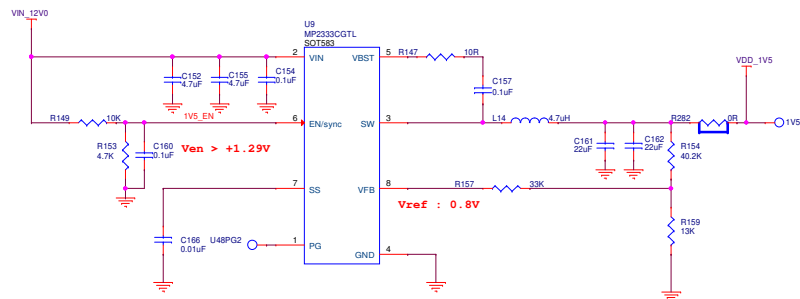 VIN_12V0
U9
MP2333CGTL
SOT583
2 VIN
VBST 5
R147 10R
C152
4.7uF
C155
4.7uF
C154
0.1uF
C157
0.1uF
VDD_1V5
R149 10K
1V5_EN
6 EN/sync
SW 3
L14 4.7uH
R282 0R
1V5
R153
4.7K
C160
0.1uF
Ven > +1.29V
C161
22uF
C162
22uF
R154
40.2K
7 SS
VFB 8
R157 33K
Vref : 0.8V
C166
0.01uF
U48PG2
1 PG
GND 4
R159
13K